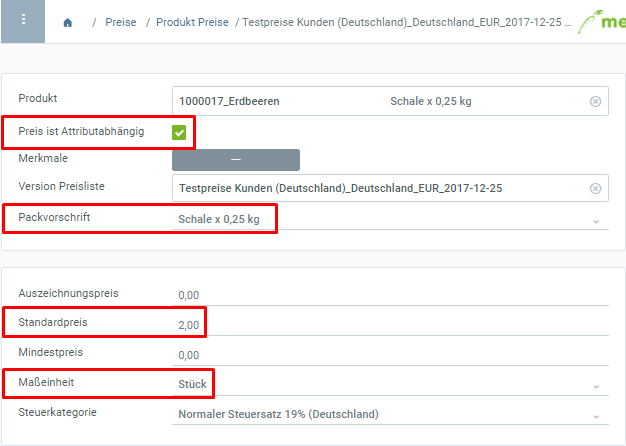 / Preise / Produkt Preise / Testpreise Kunden (Deutschland)_Deutschland_EUR_2017-12-25 ... me
Produkt 1000017_Erdbeeren Schale x 0,25 kg
Preis ist Attributabhängig
Merkmale ---
Version Preisliste Testpreise Kunden (Deutschland)_Deutschland_EUR_2017-12-25
Packvorschrift Schale x 0,25 kg
Auszeichnungspreis 0,00
Standardpreis 2,00
Mindestpreis 0,00
Maßeinheit Stück
Steuerkategorie Normaler Steuersatz 19% (Deutschland)